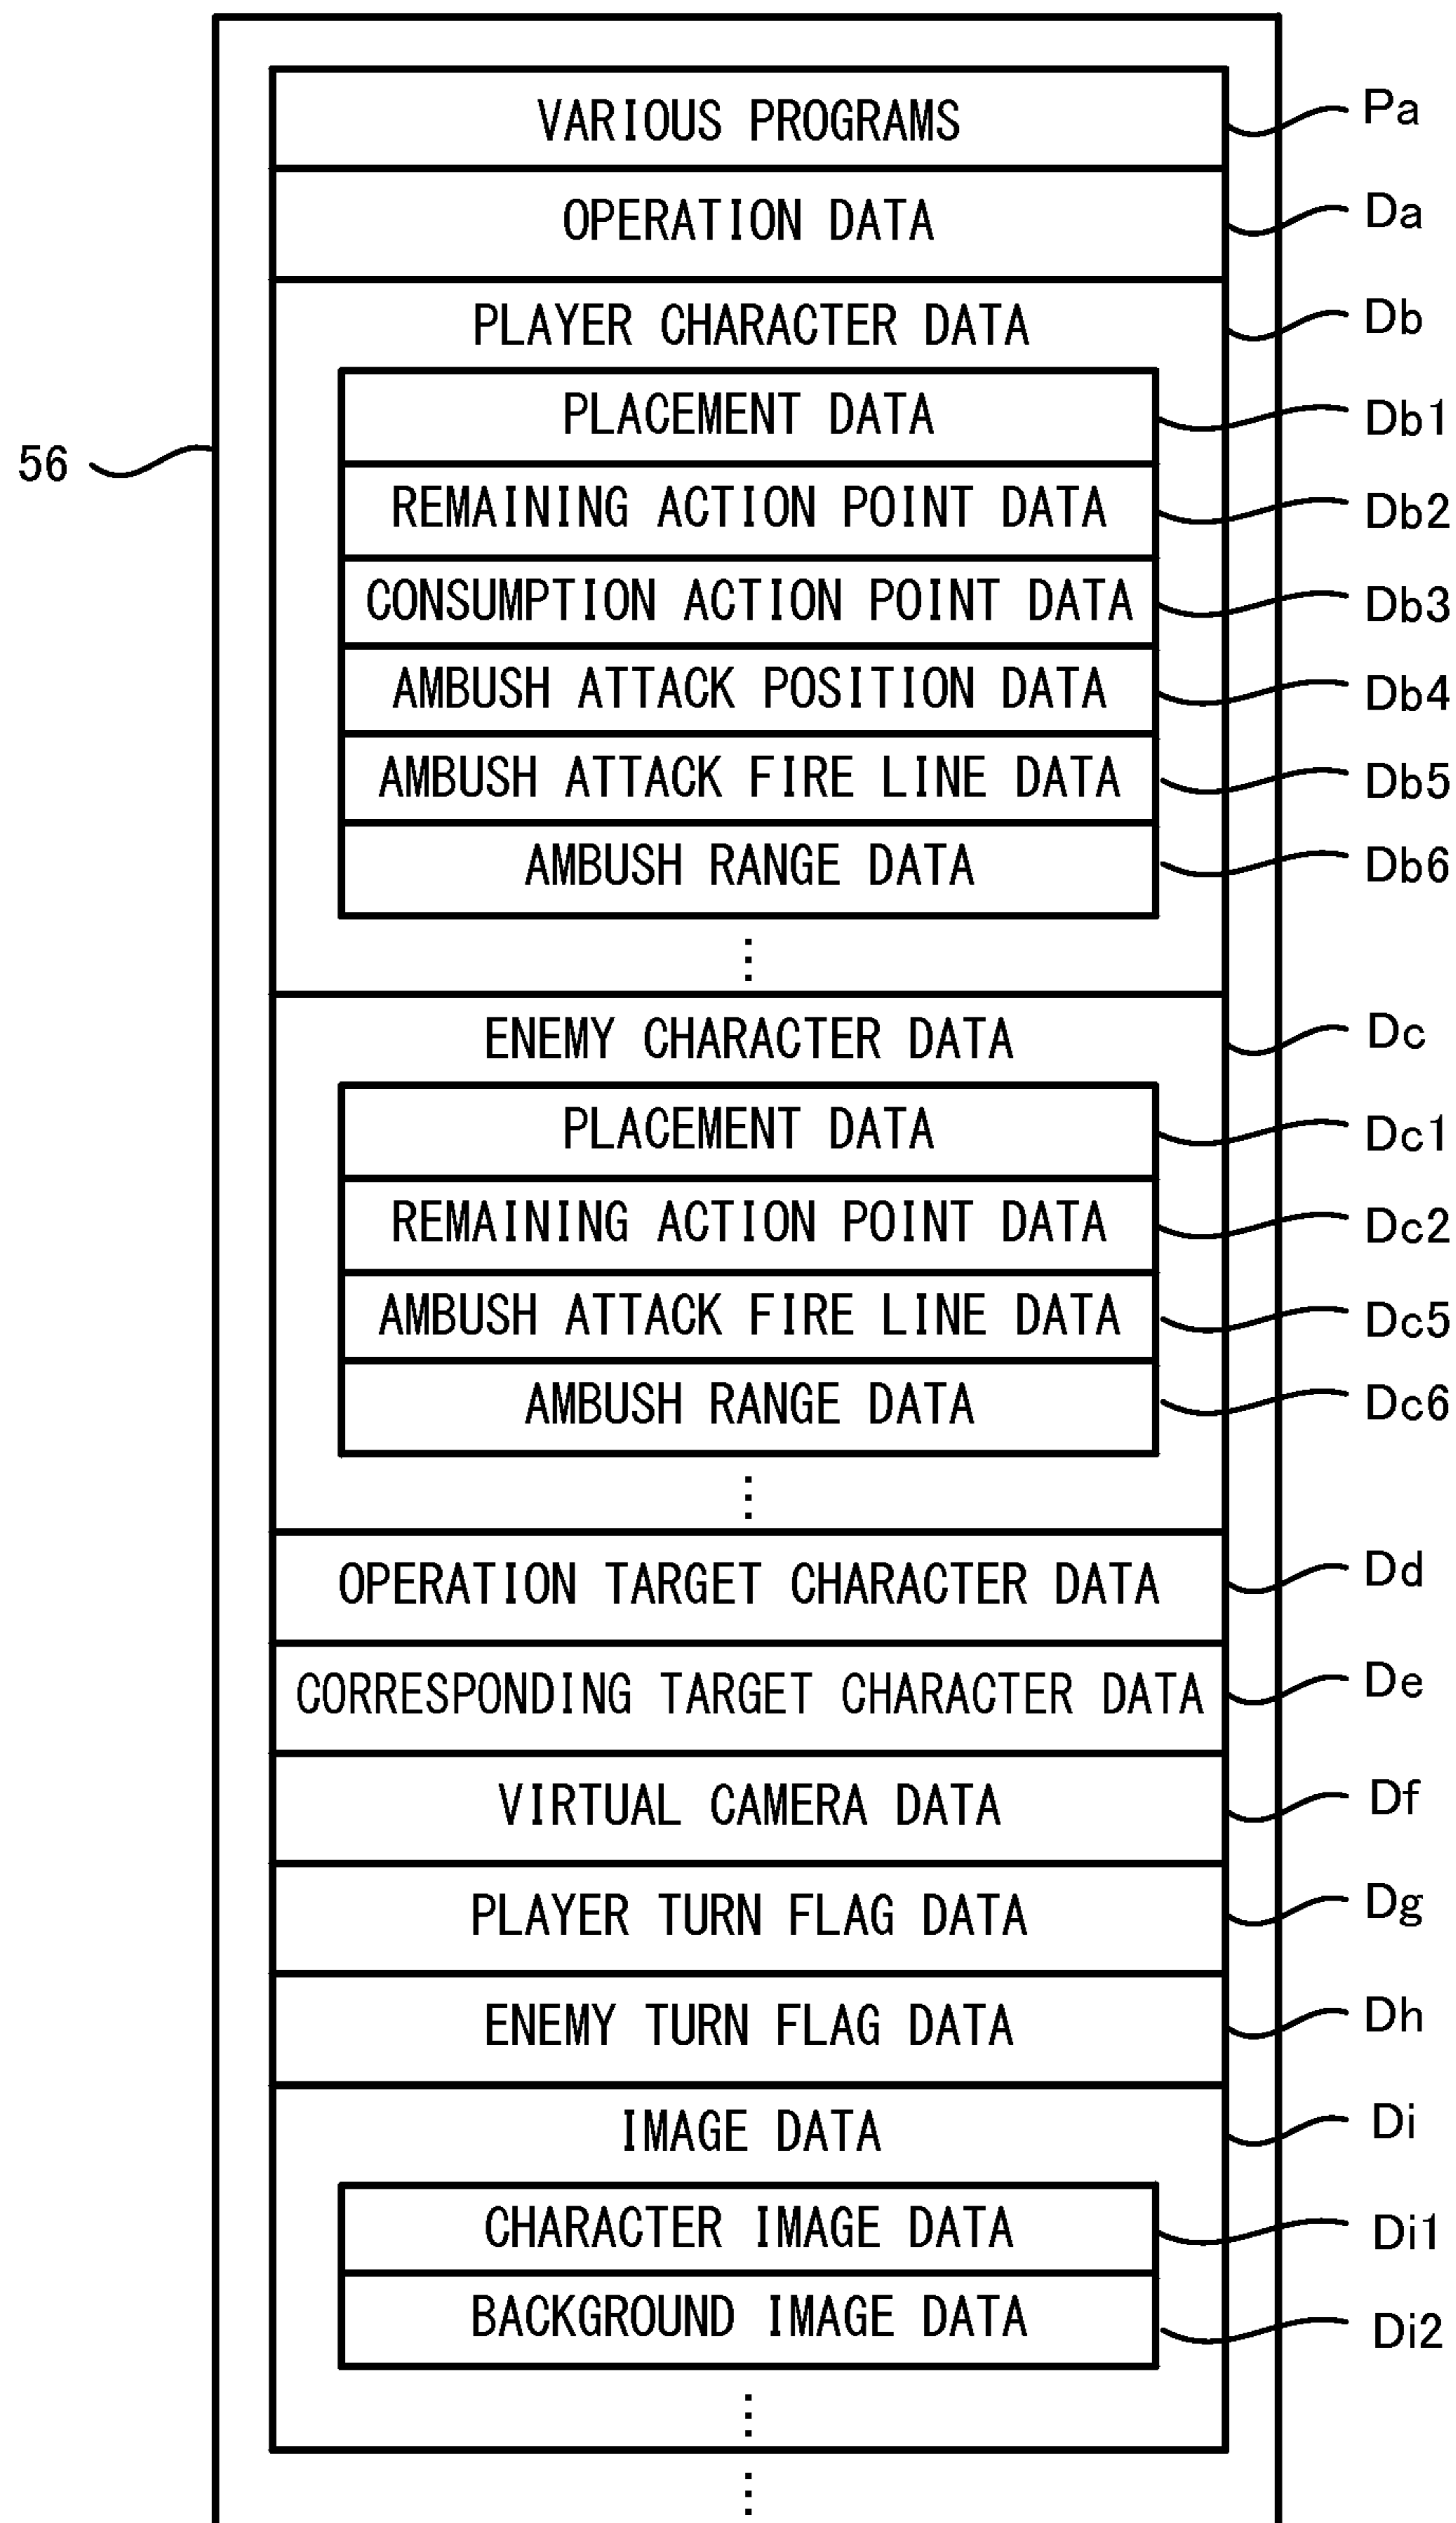 VARIOUS PROGRAMS Pa
OPERATION DATA Da
PLAYER CHARACTER DATA Db
PLACEMENT DATA Db1
56
REMAINING ACTION POINT DATA Db2
CONSUMPTION ACTION POINT DATA Db3
AMBUSH ATTACK POSITION DATA Db4
AMBUSH ATTACK FIRE LINE DATA Db5
AMBUSH RANGE DATA Db6
ENEMY CHARACTER DATA Dc
PLACEMENT DATA Dc1
REMAINING ACTION POINT DATA Dc2
AMBUSH ATTACK FIRE LINE DATA Dc5
AMBUSH RANGE DATA Dc6
OPERATION TARGET CHARACTER DATA Dd
CORRESPONDING TARGET CHARACTER DATA De
VIRTUAL CAMERA DATA Df
PLAYER TURN FLAG DATA Dg
ENEMY TURN FLAG DATA Dh
IMAGE DATA Di
CHARACTER IMAGE DATA Di1
BACKGROUND IMAGE DATA Di2